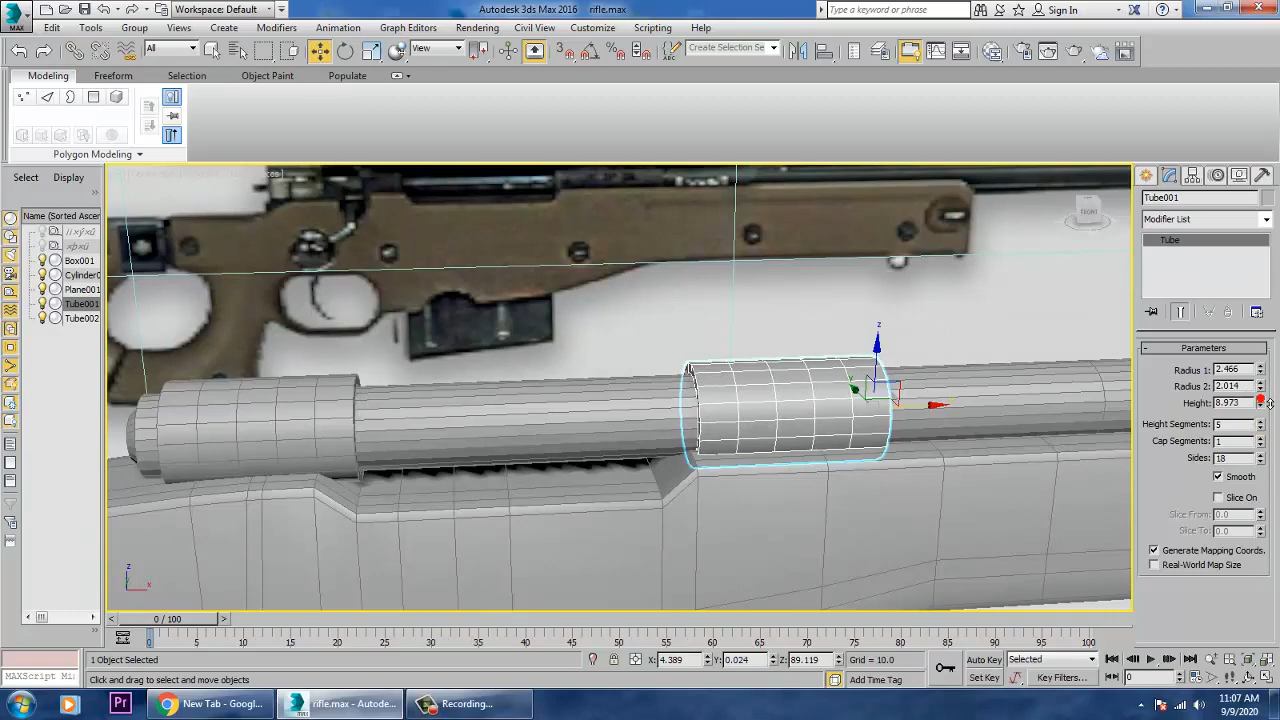 MAX
Workspace: Default
Autodesk 3ds Max 2016 rifle.max
Type a keyword or phrase
Sign In
Edit Tools Group Views Create Modifiers Animation Graph Editors Rendering Civil View Customize Scripting Help
All
View
Create Selection Se
Modeling Freeform Selection Object Paint Populate
Polygon Modeling
Select Display
Name (Sorted Ascen
Box001
Cylinder0
Plane001
Tube001
Tube002
FRONT
z
x
z
Tube001
Modifier List
Tube
Parameters
Radius 1: 2.466
Radius 2: 2.014
Height: 8.973
Height Segments: 5
Cap Segments: 1
Sides: 18
Smooth
Slice On
Slice From: 0.0
Slice To: 0.0
Generate Mapping Coords.
Real-World Map Size
0 / 100
0 5 10 15 20 25 30 35 40 45 50 55 60 65 70 75 80 85 90 95 100
1 Object Selected
X: 4.389 Y: 0.024 Z: 89.119 Grid = 10.0
Auto Key Selected
MAXScript Mi
Click and drag to select and move objects
Add Time Tag
Set Key Key Filters...
0
New Tab - Googl...
rifle.max - Autode...
Recording...
Pr
11:07 AM
9/9/2020